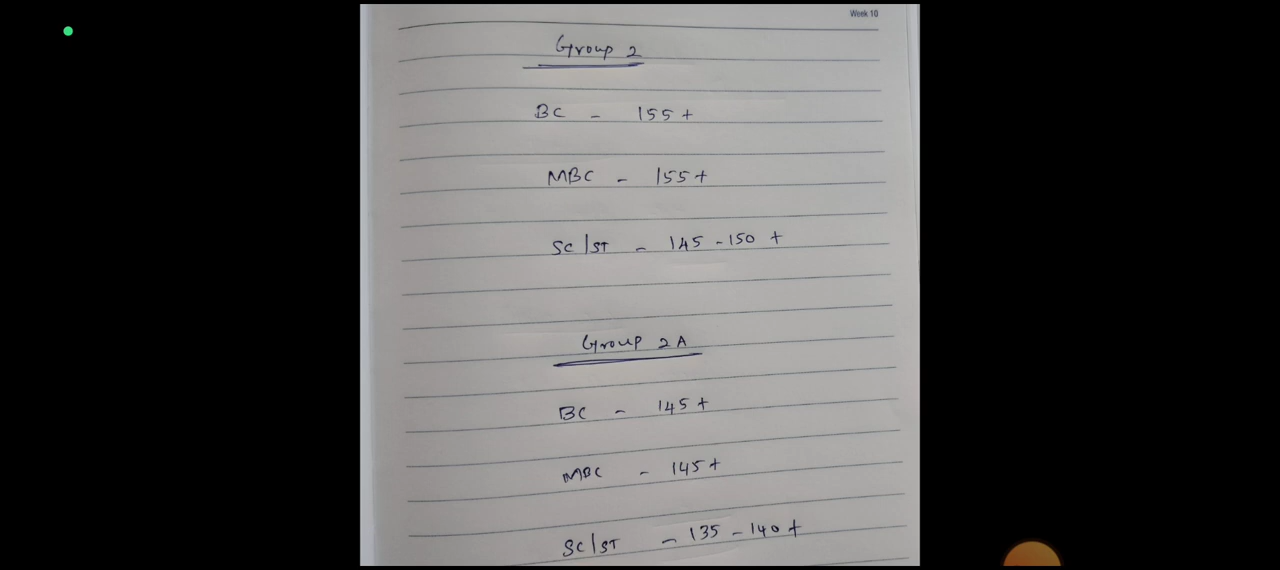 Week 10
Group 2
BC - 155+
MBC - 155+
SC/ST - 145 - 150 +
Group 2A
BC - 145+
MBC - 145+
SC/ST - 135 - 140 +